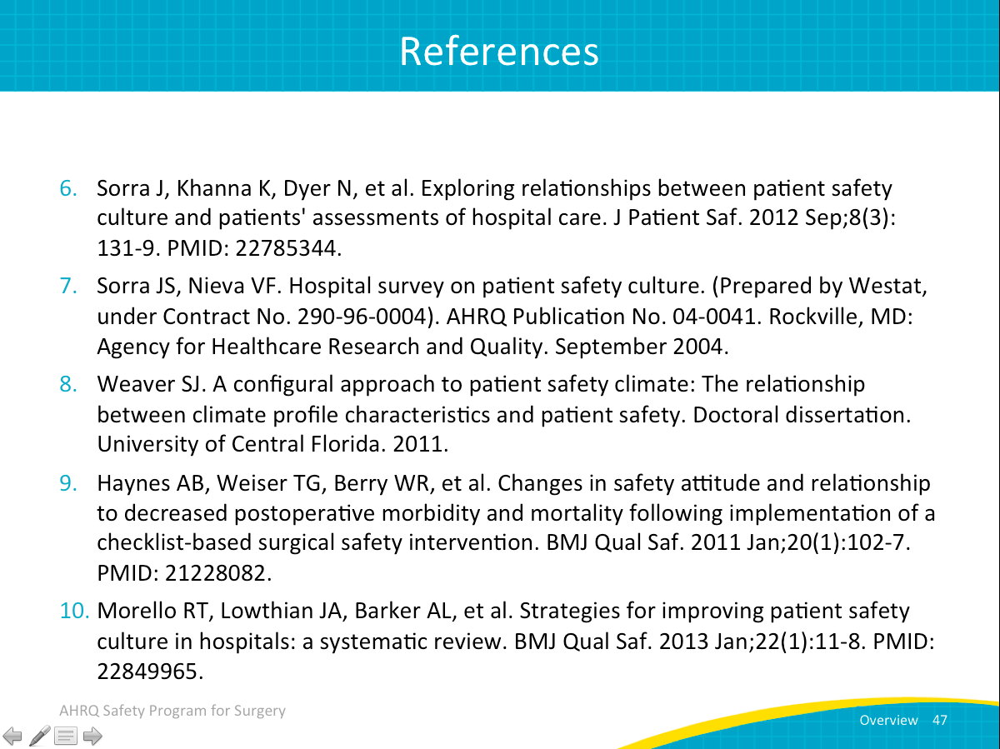 References
6. Sorra J, Khanna K, Dyer N, et al. Exploring relationships between patient safety
culture and patients' assessments of hospital care. J Patient Saf. 2012 Sep;8(3):
131-9. PMID: 22785344.
7. Sorra JS, Nieva VF. Hospital survey on patient safety culture. (Prepared by Westat,
under Contract No. 290-96-0004). AHRQ Publication No. 04-0041. Rockville, MD:
Agency for Healthcare Research and Quality. September 2004.
8. Weaver SJ. A configural approach to patient safety climate: The relationship
between climate profile characteristics and patient safety. Doctoral dissertation.
University of Central Florida. 2011.
9. Haynes AB, Weiser TG, Berry WR, et al. Changes in safety attitude and relationship
to decreased postoperative morbidity and mortality following implementation of a
checklist-based surgical safety intervention. BMJ Qual Saf. 2011 Jan;20(1):102-7.
PMID: 21228082.
10. Morello RT, Lowthian JA, Barker AL, et al. Strategies for improving patient safety
culture in hospitals: a systematic review. BMJ Qual Saf. 2013 Jan;22(1):11-8. PMID:
22849965.
AHRQ Safety Program for Surgery
Overview 47